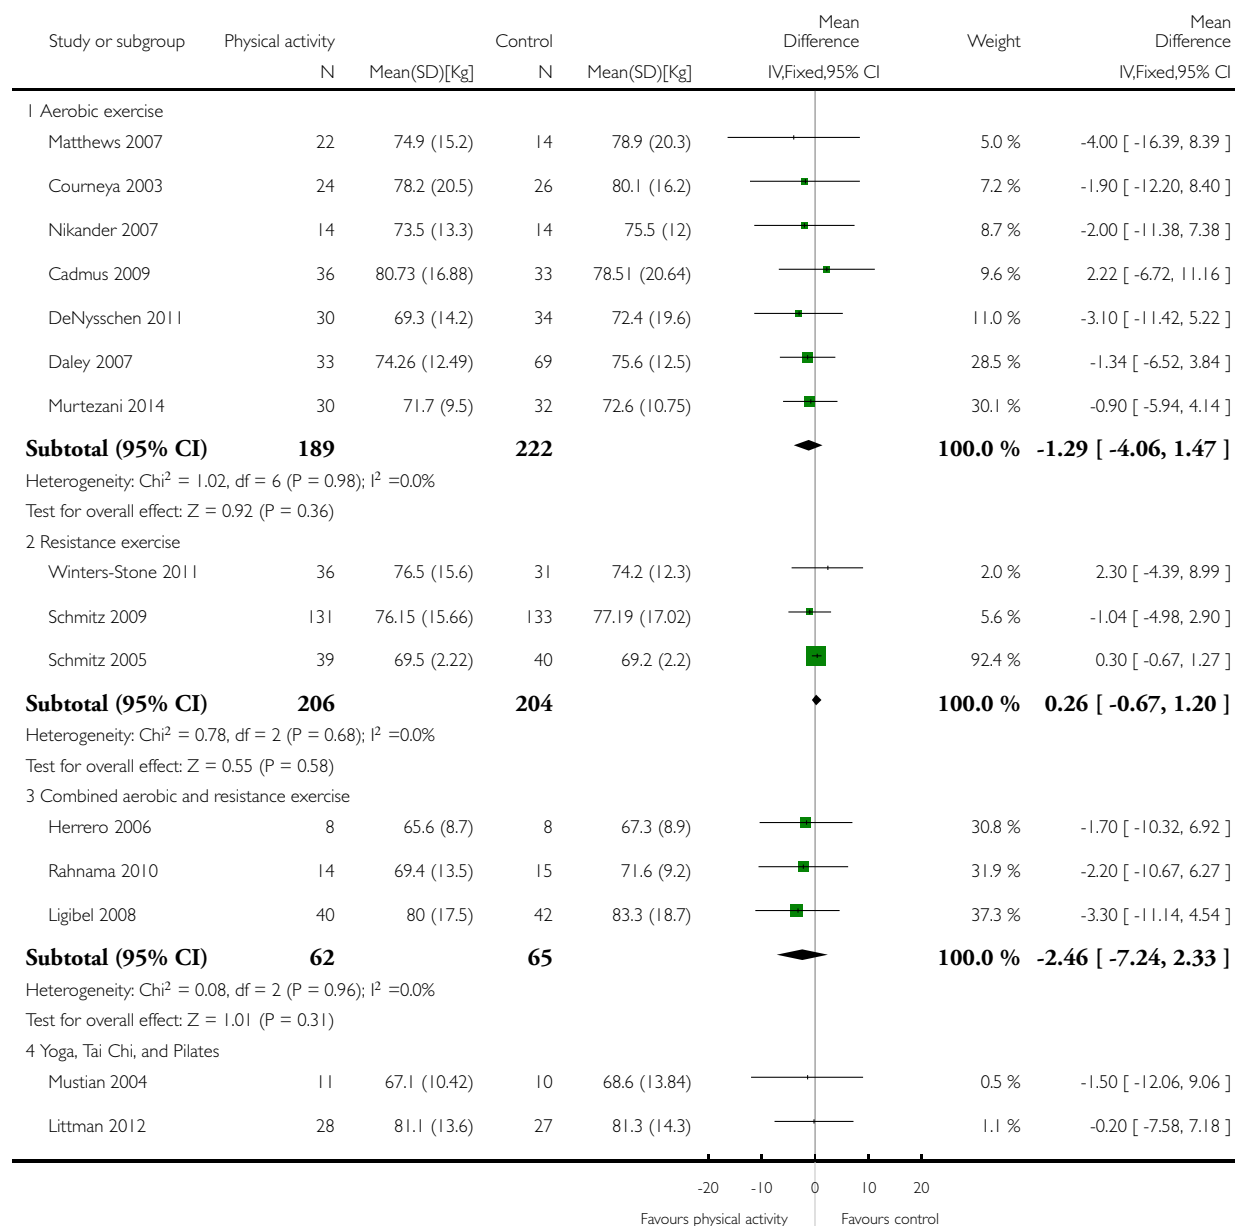 Study or subgroup Physical activity Control Mean Difference Weight Mean Difference
N Mean(SD)[Kg] N Mean(SD)[Kg] IV,Fixed,95% CI IV,Fixed,95% CI
1 Aerobic exercise
Matthews 2007 22 74.9 (15.2) 14 78.9 (20.3) 5.0 % -4.00 [ -16.39, 8.39 ]
Courneya 2003 24 78.2 (20.5) 26 80.1 (16.2) 7.2 % -1.90 [ -12.20, 8.40 ]
Nikander 2007 14 73.5 (13.3) 14 75.5 (12) 8.7 % -2.00 [ -11.38, 7.38 ]
Cadmus 2009 36 80.73 (16.88) 33 78.51 (20.64) 9.6 % 2.22 [ -6.72, 11.16 ]
DeNysschen 2011 30 69.3 (14.2) 34 72.4 (19.6) 11.0 % -3.10 [ -11.42, 5.22 ]
Daley 2007 33 74.26 (12.49) 69 75.6 (12.5) 28.5 % -1.34 [ -6.52, 3.84 ]
Murtezani 2014 30 71.7 (9.5) 32 72.6 (10.75) 30.1 % -0.90 [ -5.94, 4.14 ]
Subtotal (95% CI) 189 222 100.0 % -1.29 [ -4.06, 1.47 ]
Heterogeneity: Chi² = 1.02, df = 6 (P = 0.98); I² =0.0%
Test for overall effect: Z = 0.92 (P = 0.36)
2 Resistance exercise
Winters-Stone 2011 36 76.5 (15.6) 31 74.2 (12.3) 2.0 % 2.30 [ -4.39, 8.99 ]
Schmitz 2009 131 76.15 (15.66) 133 77.19 (17.02) 5.6 % -1.04 [ -4.98, 2.90 ]
Schmitz 2005 39 69.5 (2.22) 40 69.2 (2.2) 92.4 % 0.30 [ -0.67, 1.27 ]
Subtotal (95% CI) 206 204 100.0 % 0.26 [ -0.67, 1.20 ]
Heterogeneity: Chi² = 0.78, df = 2 (P = 0.68); I² =0.0%
Test for overall effect: Z = 0.55 (P = 0.58)
3 Combined aerobic and resistance exercise
Herrero 2006 8 65.6 (8.7) 8 67.3 (8.9) 30.8 % -1.70 [ -10.32, 6.92 ]
Rahnama 2010 14 69.4 (13.5) 15 71.6 (9.2) 31.9 % -2.20 [ -10.67, 6.27 ]
Ligibel 2008 40 80 (17.5) 42 83.3 (18.7) 37.3 % -3.30 [ -11.14, 4.54 ]
Subtotal (95% CI) 62 65 100.0 % -2.46 [ -7.24, 2.33 ]
Heterogeneity: Chi² = 0.08, df = 2 (P = 0.96); I² =0.0%
Test for overall effect: Z = 1.01 (P = 0.31)
4 Yoga, Tai Chi, and Pilates
Mustian 2004 11 67.1 (10.42) 10 68.6 (13.84) 0.5 % -1.50 [ -12.06, 9.06 ]
Littman 2012 28 81.1 (13.6) 27 81.3 (14.3) 1.1 % -0.20 [ -7.58, 7.18 ]
-20 -10 0 10 20
Favours physical activity Favours control